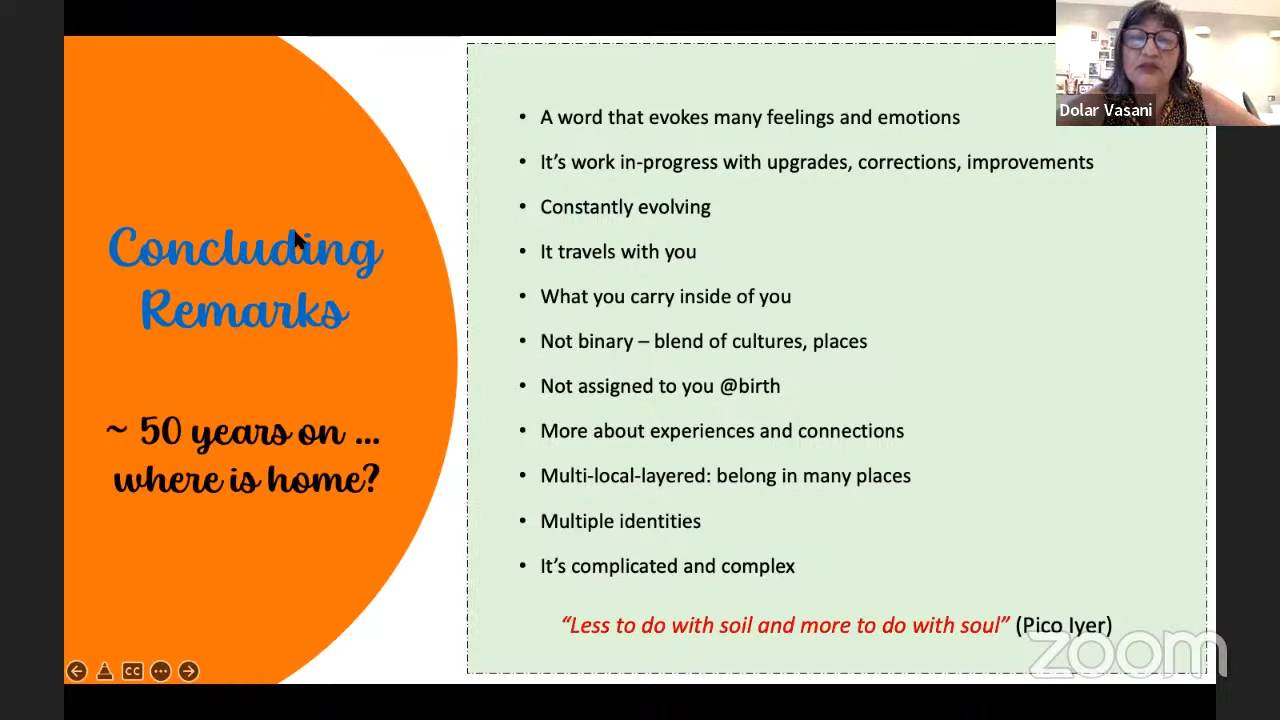 Concluding
Remarks
~ 50 years on ...
where is home?
• A word that evokes many feelings and emotions
• It’s work in-progress with upgrades, corrections, improvements
• Constantly evolving
• It travels with you
• What you carry inside of you
• Not binary – blend of cultures, places
• Not assigned to you @birth
• More about experiences and connections
• Multi-local-layered: belong in many places
• Multiple identities
• It’s complicated and complex
“Less to do with soil and more to do with soul” (Pico Iyer)
Dolar Vasani
CC
zoom